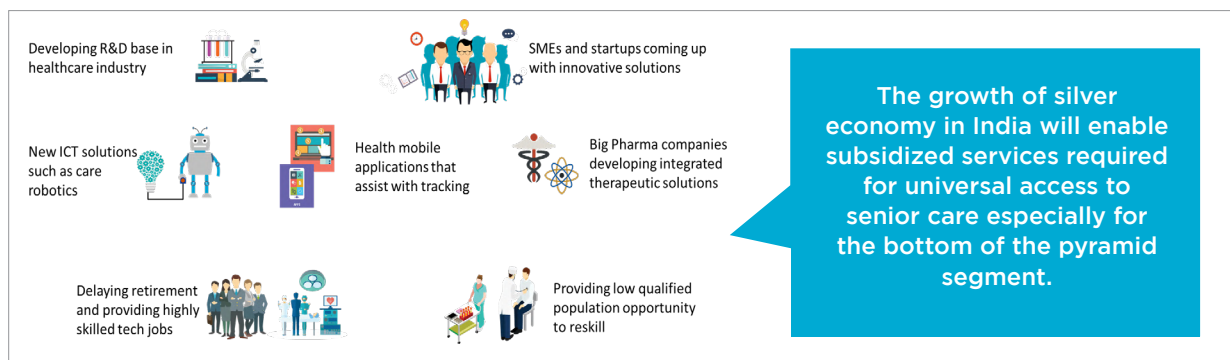 Developing R&D base in
healthcare industry
SMEs and startups coming up
with innovative solutions
New ICT solutions
such as care
robotics
Health mobile
applications that
assist with tracking
Big Pharma companies
developing integrated
therapeutic solutions
Delaying retirement
and providing highly
skilled tech jobs
Providing low qualified
population opportunity
to reskill
The growth of silver
economy in India will enable
subsidized services required
for universal access to
senior care especially for
the bottom of the pyramid
segment.